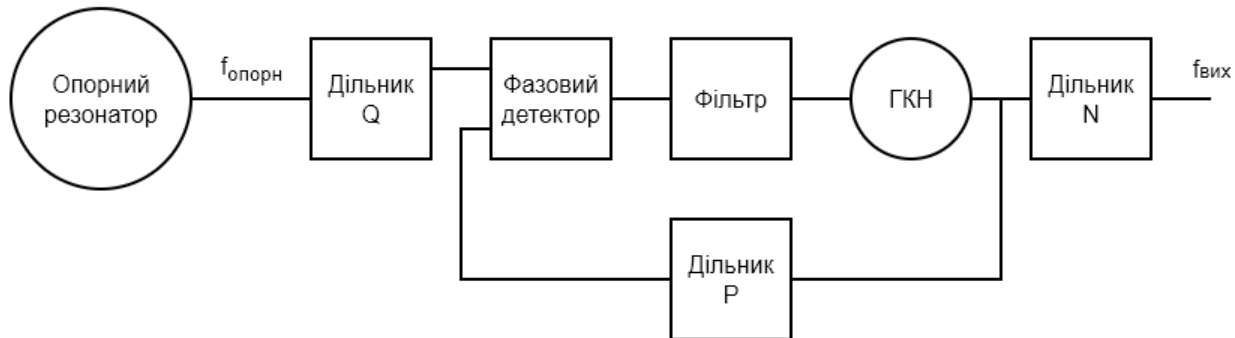 Опорний
резонатор
fопорн
Дільник
Q
Фазовий
детектор
Фільтр
ГКН
Дільник
N
fвих
Дільник
P